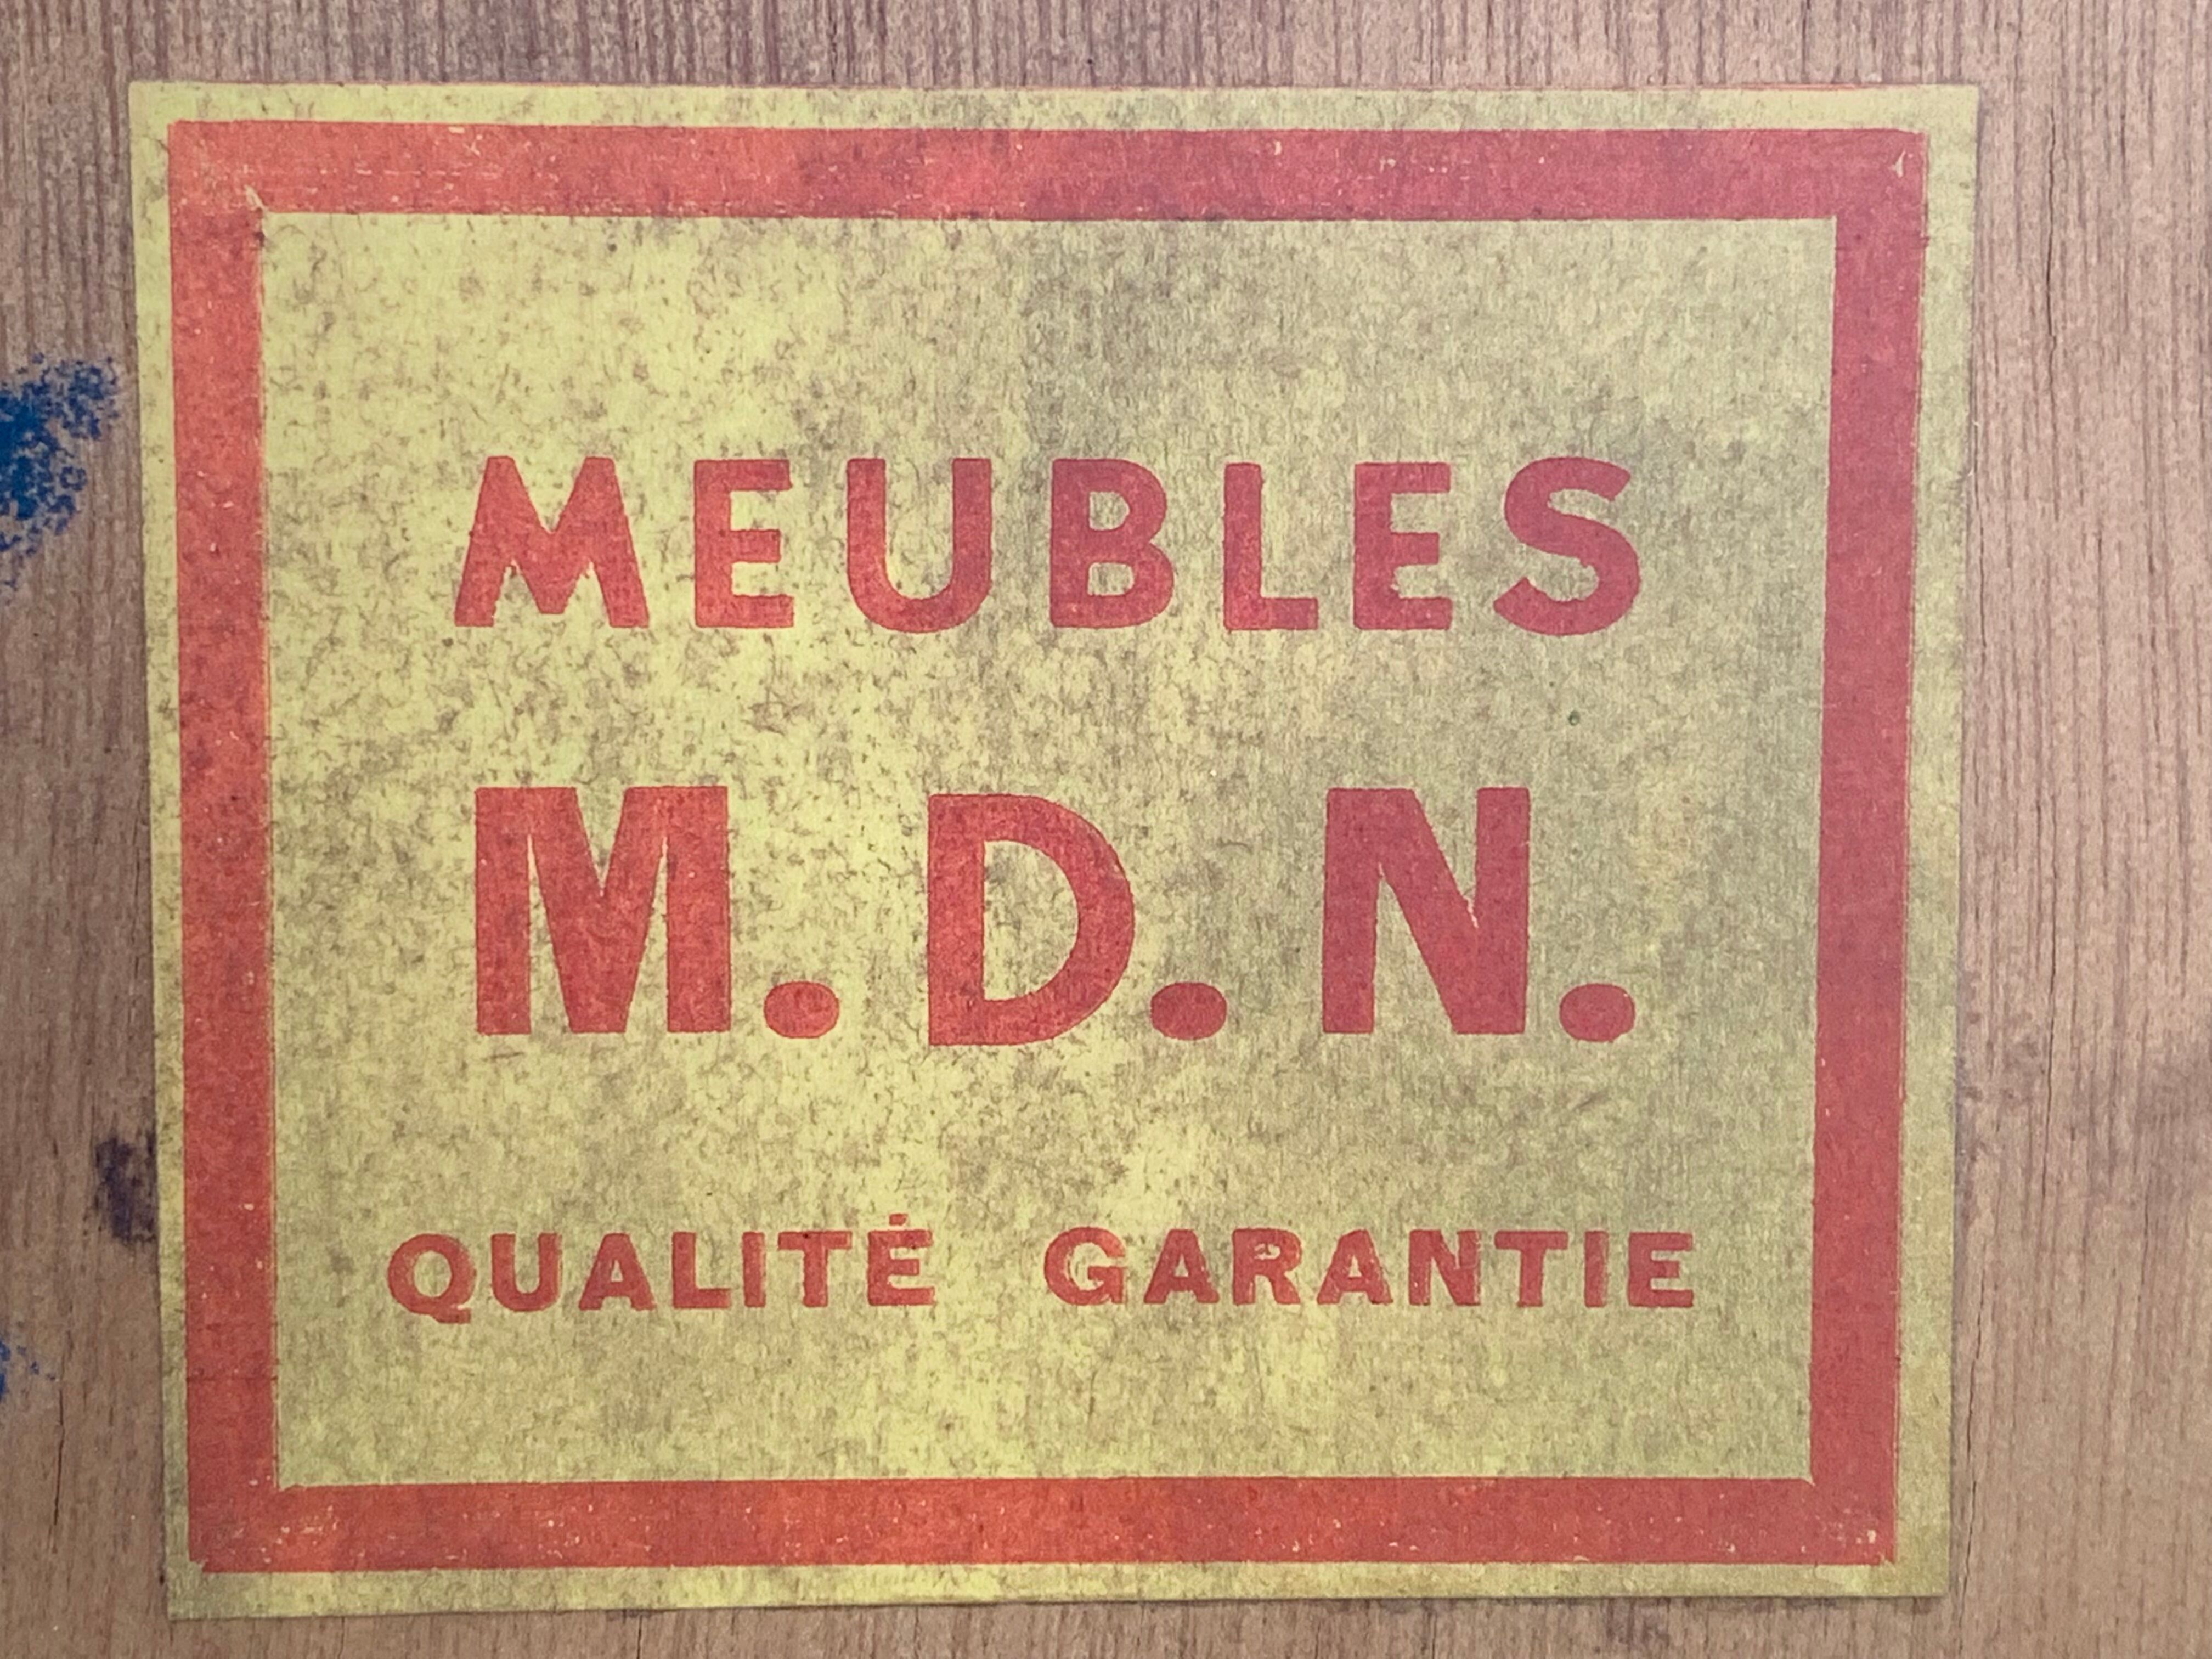 MEUBLES
M. D. N.
QUALITÉ GARANTIE